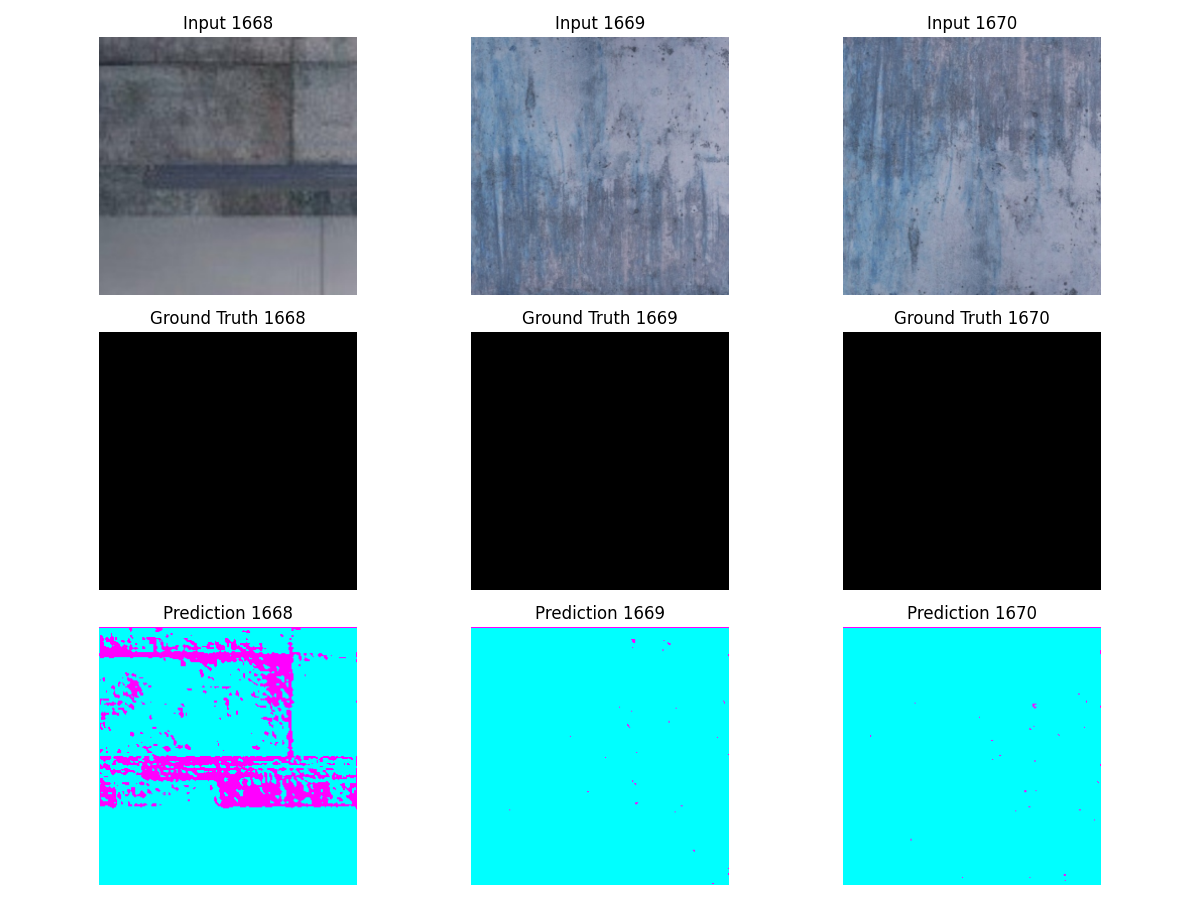 Input 1668
Input 1669
Input 1670
Ground Truth 1668
Ground Truth 1669
Ground Truth 1670
Prediction 1668
Prediction 1669
Prediction 1670